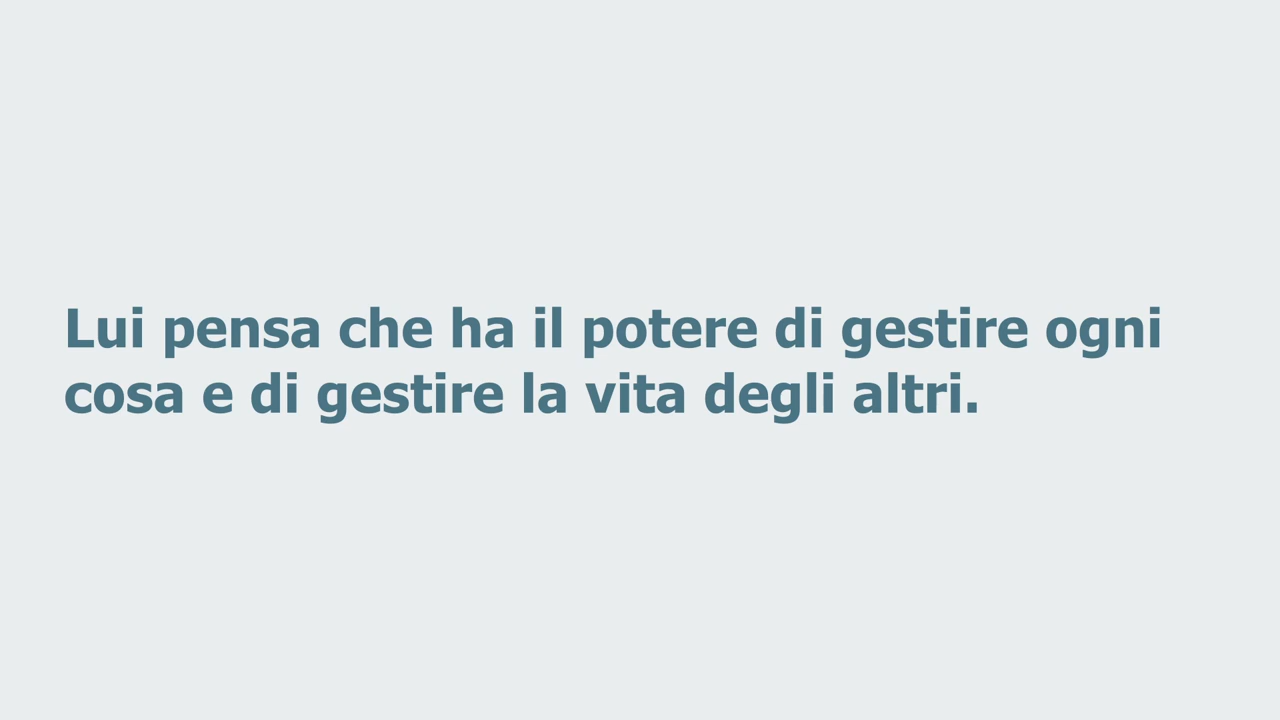 Lui pensa che ha il potere di gestire ogni
cosa e di gestire la vita degli altri.